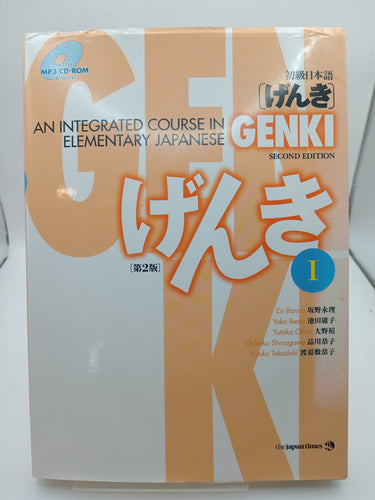 MP3 CD-ROM
初級日本語
[げんき]
AN INTEGRATED COURSE IN
ELEMENTARY JAPANESE
GENKI
SECOND EDITION
GEN
KI
げんき
[第2版]
I
Eri Banno 坂野永理
Yoko Ikeda 池田庸子
Yutaka Ohno 大野裕
Chikako Shinagawa 品川恭子
Kyoko Tokashiki 渡嘉敷恭子
the japan times